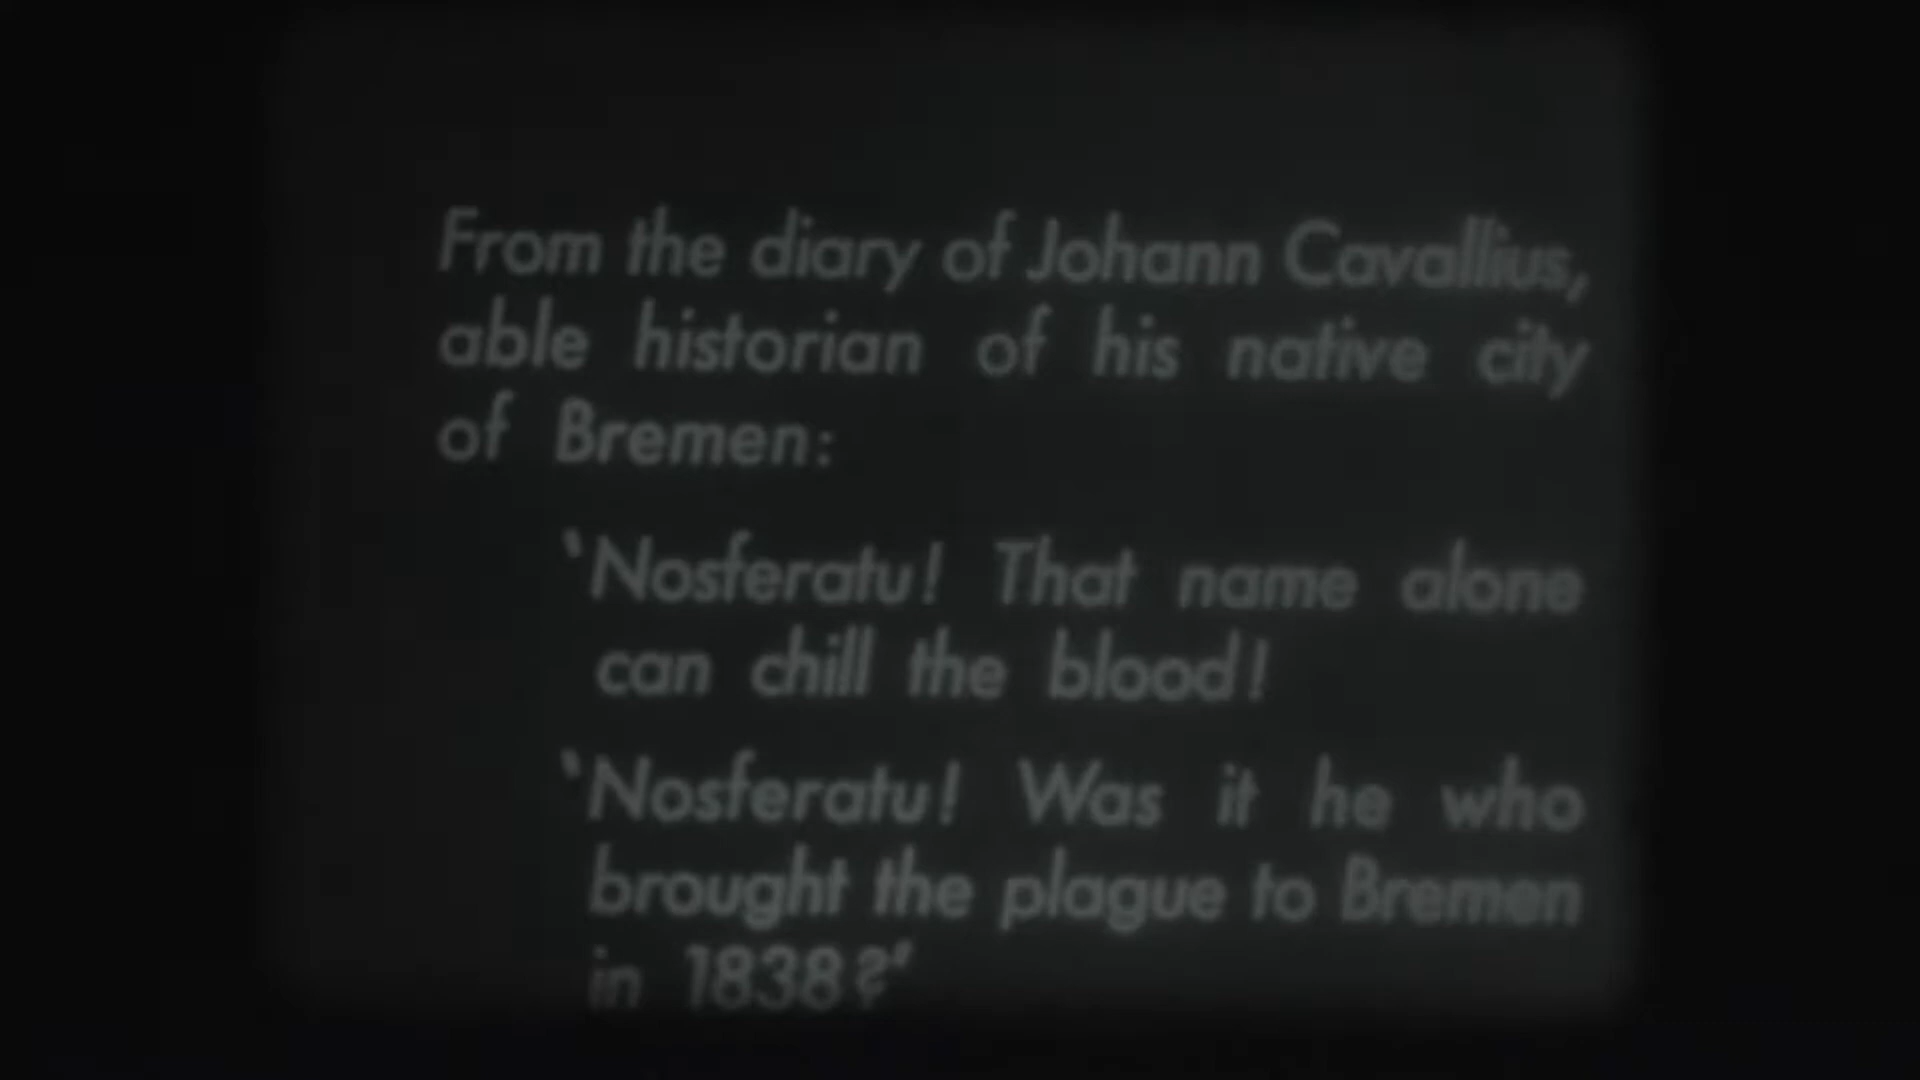 From the diary of Johann Cavallius,
able historian of his native city
of Bremen:
‘Nosferatu! That name alone
can chill the blood!
‘Nosferatu! Was it he who
brought the plague to Bremen
in 1838?’